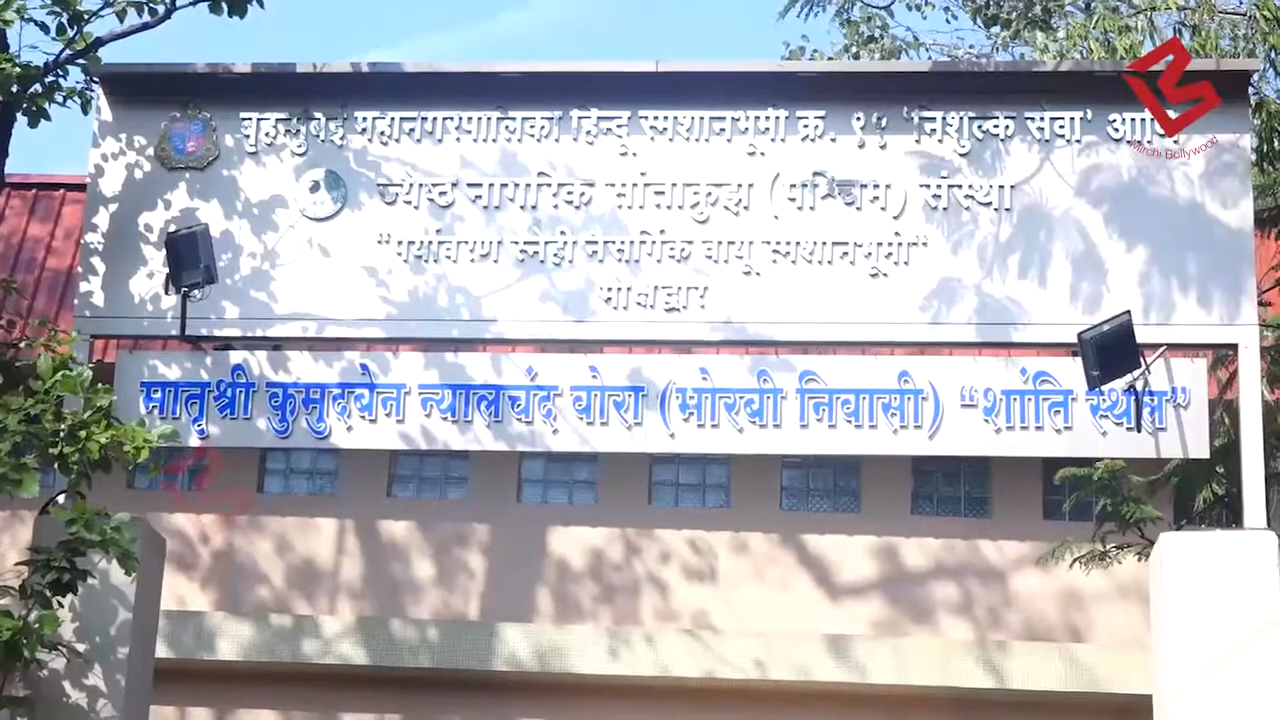 बृहन्मुंबई महानगरपालिका हिन्दू स्मशानभूमी क्र. १५ 'निशुल्क सेवा' आणि
ज्येष्ठ नागरिक सांताक्रुझ (पश्चिम) संस्था
"पर्यावरण स्नेही नैसर्गिक वायू स्मशानभूमी"
मोक्षद्वार
मातृश्री कुमुदबेन न्यालचंद वोरा (मोरबी निवासी) "शांति स्थल"
Mirchi Bollywood